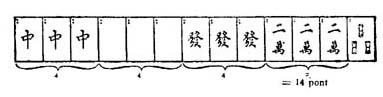 中 中 中 發 發 發 二萬 二萬 二萬
4 4 4 2
= 14 pont